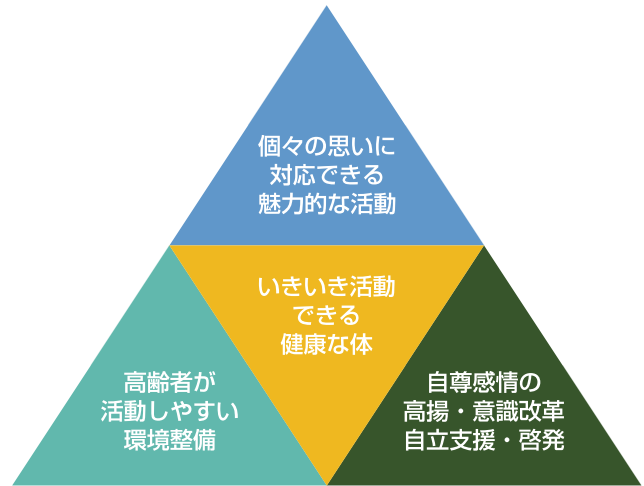 個々の思いに
対応できる
魅力的な活動
いきいき活動
できる
健康な体
高齢者が
活動しやすい
環境整備
自尊感情の
高揚・意識改革
自立支援・啓発